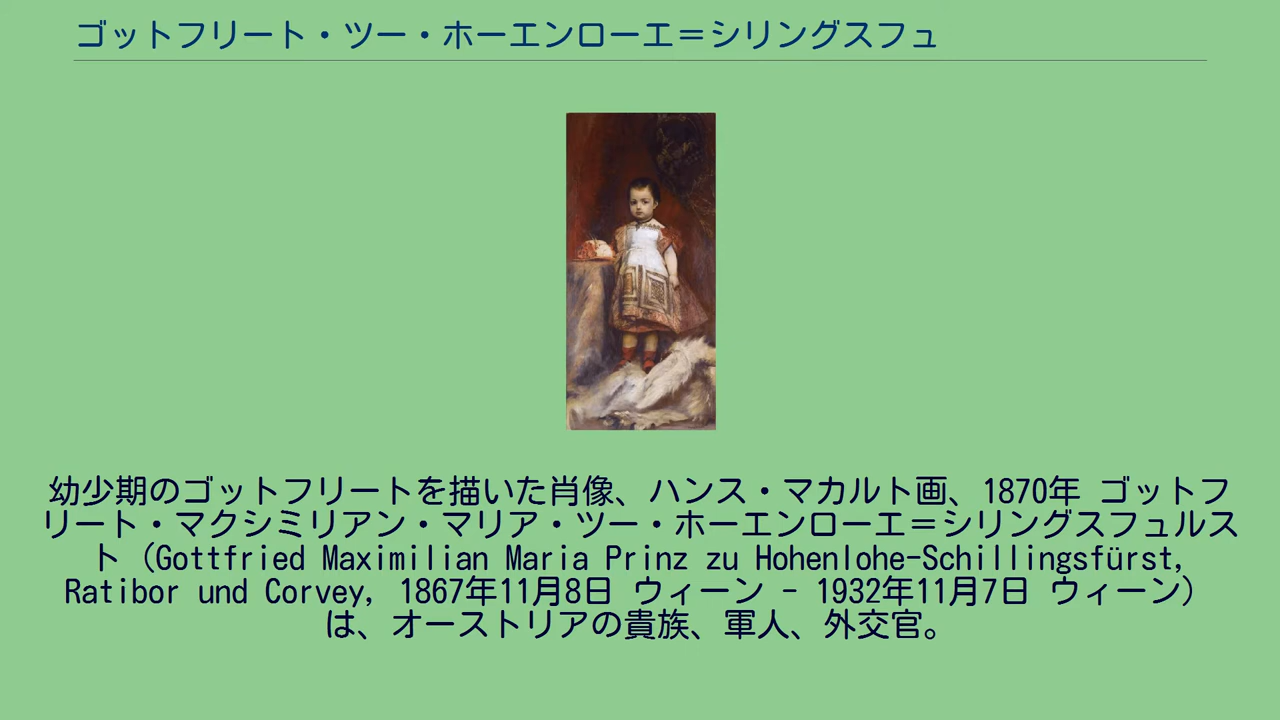 ゴットフリート・ツー・ホーエンローエ＝シリングスフュ
幼少期のゴットフリートを描いた肖像、ハンス・マカルト画、1870年 ゴットフ
リート・マクシミリアン・マリア・ツー・ホーエンローエ＝シリングスフュルス
ト（Gottfried Maximilian Maria Prinz zu Hohenlohe-Schillingsfürst,
Ratibor und Corvey, 1867年11月8日 ウィーン - 1932年11月7日 ウィーン）
は、オーストリアの貴族、軍人、外交官。